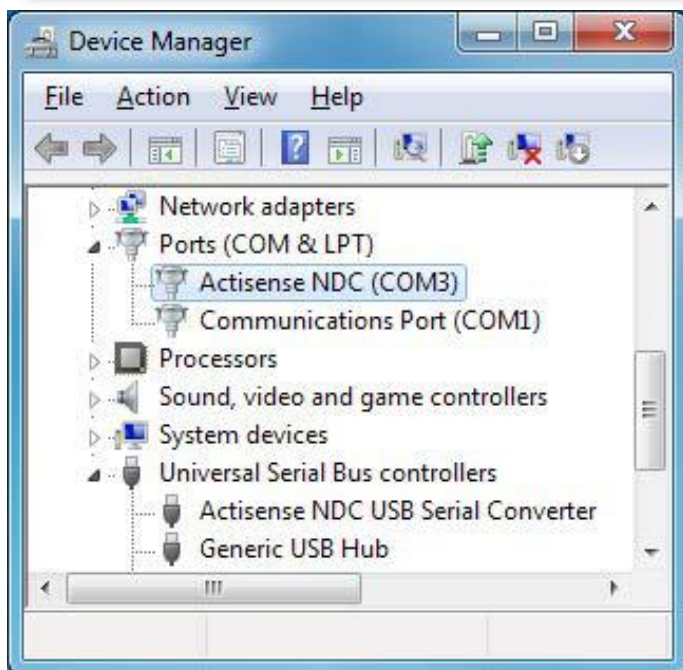 Device Manager
File Action View Help
Network adapters
Ports (COM & LPT)
Actisense NDC (COM3)
Communications Port (COM1)
Processors
Sound, video and game controllers
System devices
Universal Serial Bus controllers
Actisense NDC USB Serial Converter
Generic USB Hub